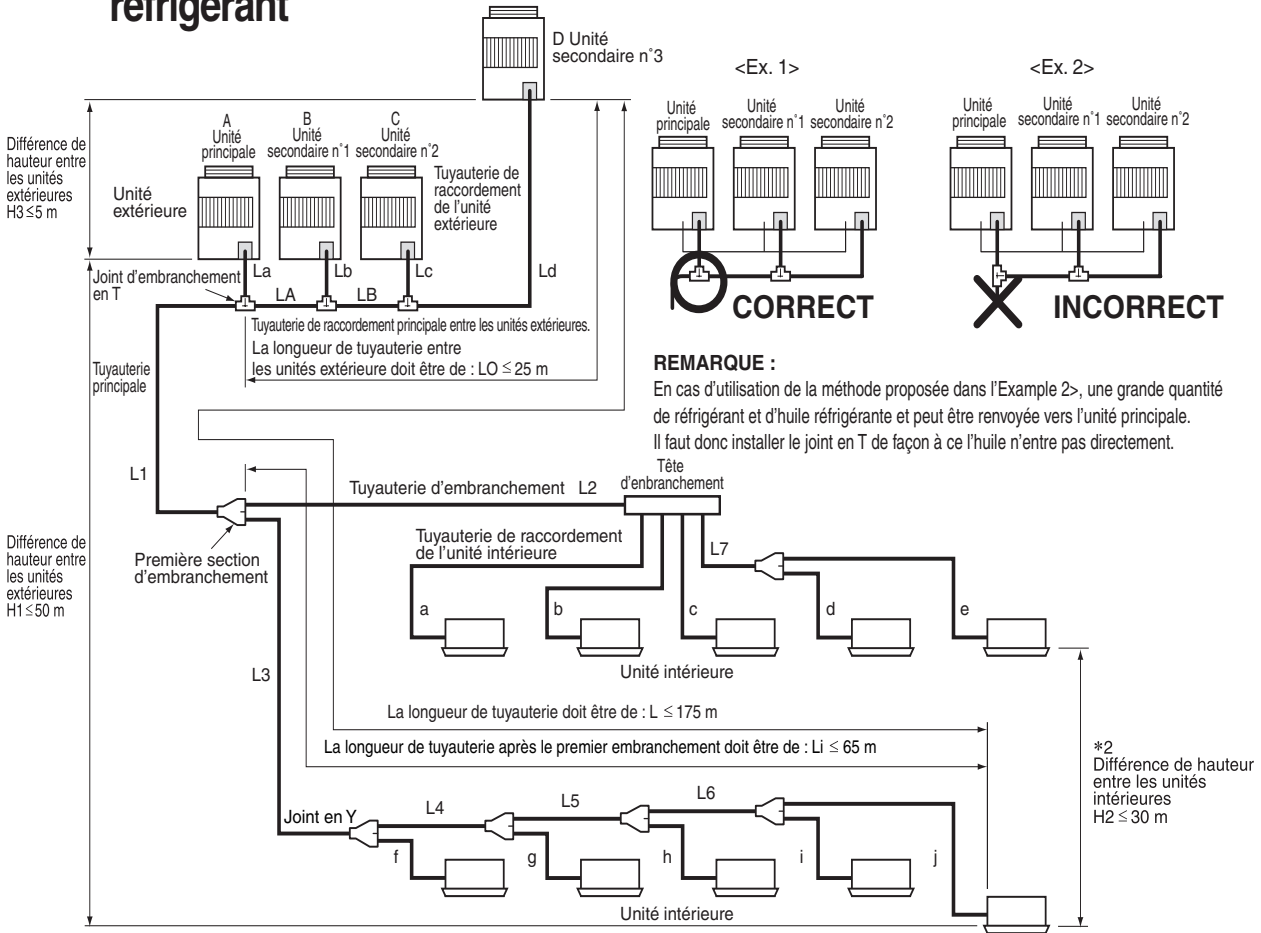 réfrigérant
D Unité
secondaire n˚3
<Ex. 1>
<Ex. 2>
Unité
principale
Unité
secondaire n˚1
Unité
secondaire n˚2
Unité
principale
Unité
secondaire n˚1
Unité
secondaire n˚2
Différence de
hauteur entre
les unités
extérieures
H3 ≤ 5 m
A
Unité
principale
B
Unité
secondaire n˚1
C
Unité
secondaire n˚2
Unité
extérieure
Tuyauterie de
raccordement
de l'unité
extérieure
Joint d'embranchement
en T
La
Lb
Lc
Ld
LA
LB
CORRECT
INCORRECT
Tuyauterie de raccordement principale entre les unités extérieures.
La longueur de tuyauterie entre
les unités extérieure doit être de : LO ≤ 25 m
Tuyauterie
principale
REMARQUE :
En cas d'utilisation de la méthode proposée dans l'Example 2>, une grande quantité
de réfrigérant et d'huile réfrigérante et peut être renvoyée vers l'unité principale.
Il faut donc installer le joint en T de façon à ce l'huile n'entre pas directement.
L1
Tête
d'enbranchement
Tuyauterie d'embranchement L2
Première section
d'embranchement
Tuyauterie de raccordement
de l'unité intérieure
L7
Différence de
hauteur entre
les unités
extérieures
H1 ≤ 50 m
a
b
c
d
e
Unité intérieure
L3
La longueur de tuyauterie doit être de : L ≤ 175 m
La longueur de tuyauterie après le premier embranchement doit être de : Li ≤ 65 m
*2
Différence de hauteur
entre les unités
intérieures
H2 ≤ 30 m
Joint en Y
L4
L5
L6
f
g
h
i
j
Unité intérieure